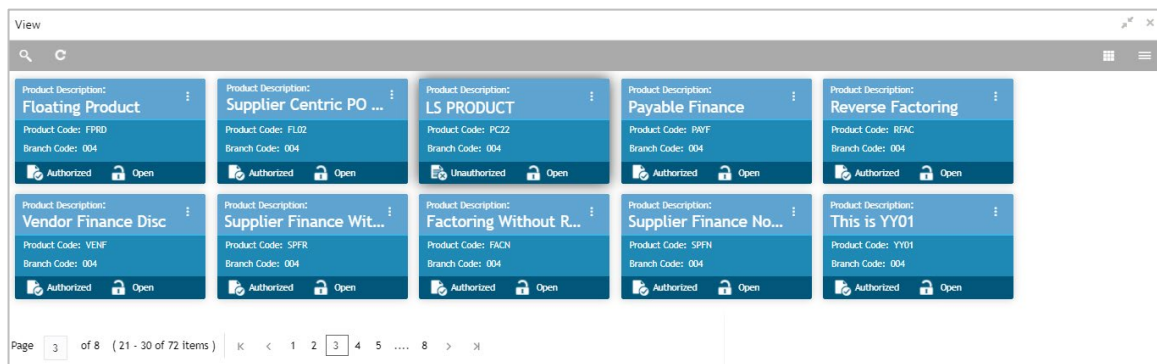 View
Product Description:
Floating Product
Product Code: FPRD
Branch Code: 004
Authorized Open
Product Description:
Supplier Centric PO ...
Product Code: FL02
Branch Code: 004
Authorized Open
Product Description:
LS PRODUCT
Product Code: PC22
Branch Code: 004
Unauthorized Open
Product Description:
Payable Finance
Product Code: PAYF
Branch Code: 004
Authorized Open
Product Description:
Reverse Factoring
Product Code: RFAC
Branch Code: 004
Authorized Open
Product Description:
Vendor Finance Disc
Product Code: VENF
Branch Code: 004
Authorized Open
Product Description:
Supplier Finance Wit...
Product Code: SPFR
Branch Code: 004
Authorized Open
Product Description:
Factoring Without R...
Product Code: FACN
Branch Code: 004
Authorized Open
Product Description:
Supplier Finance No...
Product Code: SPFN
Branch Code: 004
Authorized Open
Product Description:
This is YY01
Product Code: YY01
Branch Code: 004
Authorized Open
Page 3 of 8 ( 21 - 30 of 72 items ) 1 2 3 4 5 .... 8